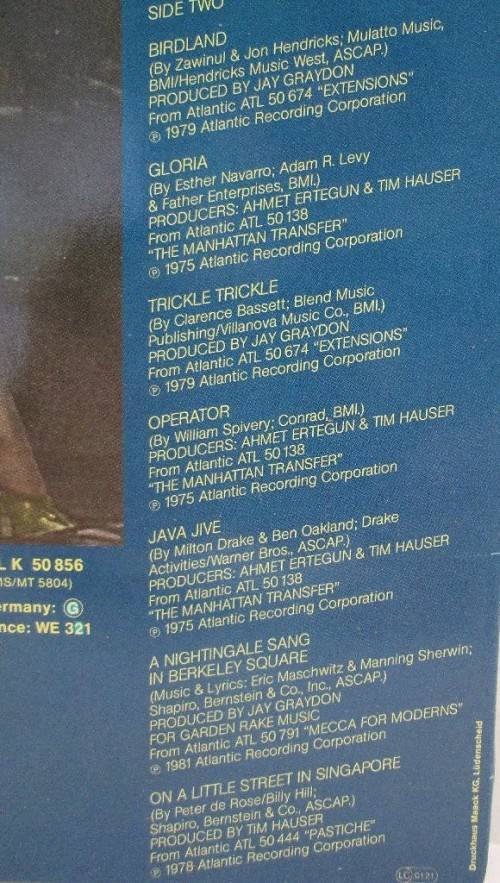 SIDE TWO
BIRDLAND
(By Zawinul & Jon Hendricks; Mulatto Music,
BMI/Hendricks Music West, ASCAP.)
PRODUCED BY JAY GRAYDON
From Atlantic ATL 50 674 "EXTENSIONS"
℗ 1979 Atlantic Recording Corporation
GLORIA
(By Esther Navarro; Adam R. Levy
& Father Enterprises, BMI.)
PRODUCERS: AHMET ERTEGUN & TIM HAUSER
From Atlantic ATL 50 138
"THE MANHATTAN TRANSFER"
℗ 1975 Atlantic Recording Corporation
TRICKLE TRICKLE
(By Clarence Bassett; Blend Music
Publishing/Villanova Music Co., BMI.)
PRODUCED BY JAY GRAYDON
From Atlantic ATL 50 674 "EXTENSIONS"
℗ 1979 Atlantic Recording Corporation
OPERATOR
(By William Spivery; Conrad, BMI.)
PRODUCERS: AHMET ERTEGUN & TIM HAUSER
From Atlantic ATL 50 138
"THE MANHATTAN TRANSFER"
℗ 1975 Atlantic Recording Corporation
JAVA JIVE
(By Milton Drake & Ben Oakland; Drake
Activities/Warner Bros., ASCAP.)
PRODUCERS: AHMET ERTEGUN & TIM HAUSER
From Atlantic ATL 50 138
"THE MANHATTAN TRANSFER"
℗ 1975 Atlantic Recording Corporation
A NIGHTINGALE SANG
IN BERKELEY SQUARE
(Music & Lyrics: Eric Maschwitz & Manning Sherwin;
Shapiro, Bernstein & Co., Inc., ASCAP.)
PRODUCED BY JAY GRAYDON
FOR GARDEN RAKE MUSIC
From Atlantic ATL 50 791 "MECCA FOR MODERNS"
℗ 1981 Atlantic Recording Corporation
ON A LITTLE STREET IN SINGAPORE
(By Peter de Rose/Billy Hill;
Shapiro, Bernstein & Co., ASCAP.)
PRODUCED BY TIM HAUSER
From Atlantic ATL 50 444 "PASTICHE"
℗ 1978 Atlantic Recording Corporation
L K 50 856
MS/MT 5804)
ermany: G
nce: WE 321
Druckhaus Maack KG, Lüdenscheid
LC 0121